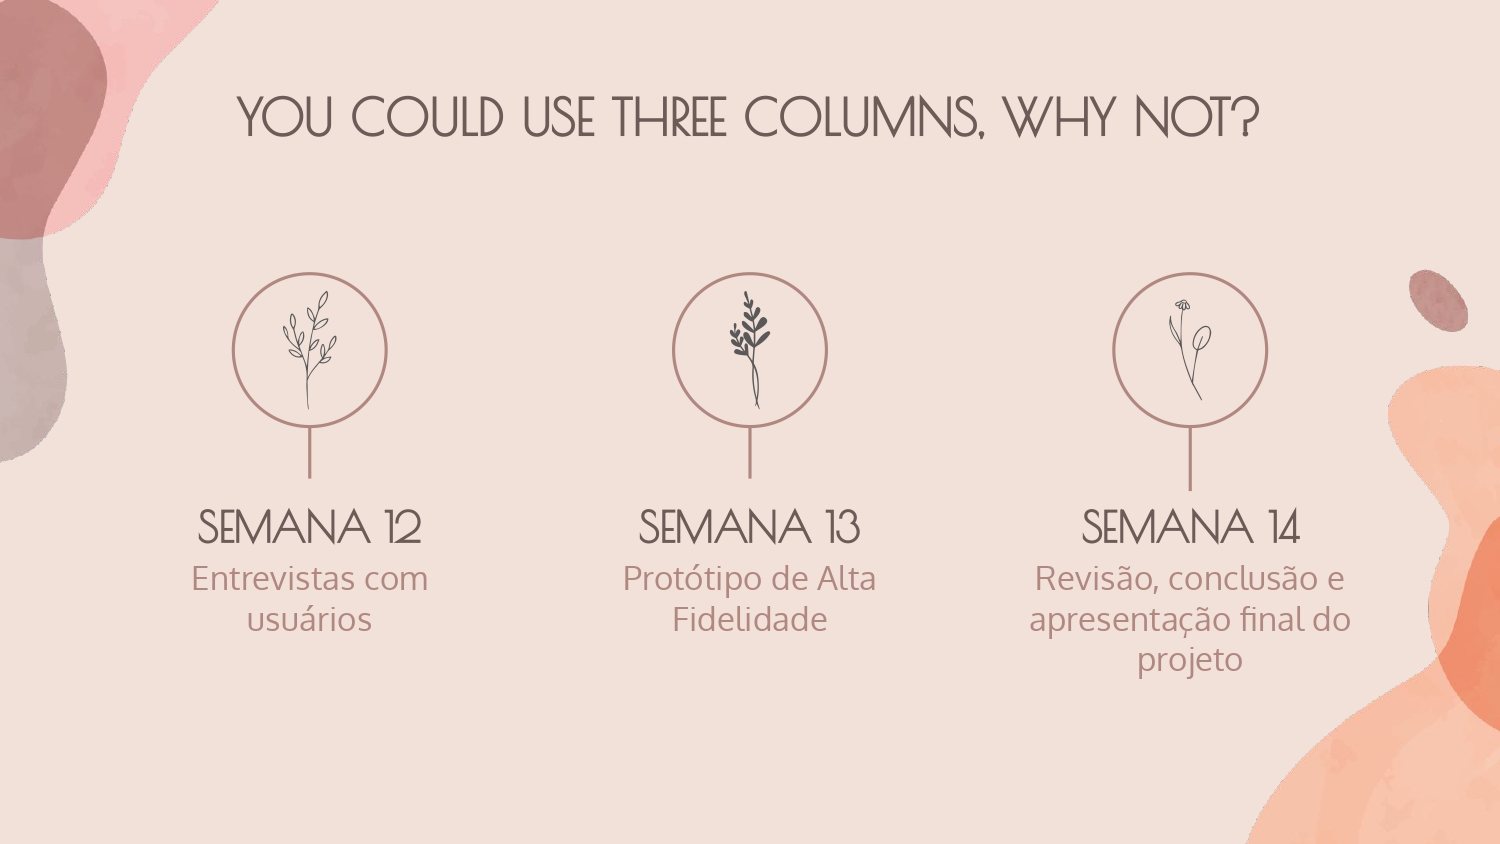 YOU COULD USE THREE COLUMNS, WHY NOT?
SEMANA 12
Entrevistas com
usuários
SEMANA 13
Protótipo de Alta
Fidelidade
SEMANA 14
Revisão, conclusão e
apresentação final do
projeto